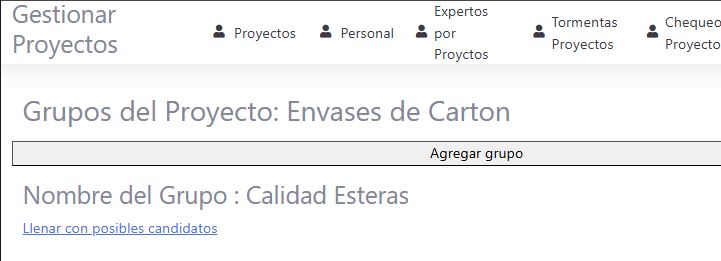 Gestionar
Proyectos
Proyectos
Personal
Expertos
por
Proyctos
Tormentas
Proyectos
Chequeo
Proyecto
Grupos del Proyecto: Envases de Carton
Agregar grupo
Nombre del Grupo : Calidad Esteras
Llenar con posibles candidatos